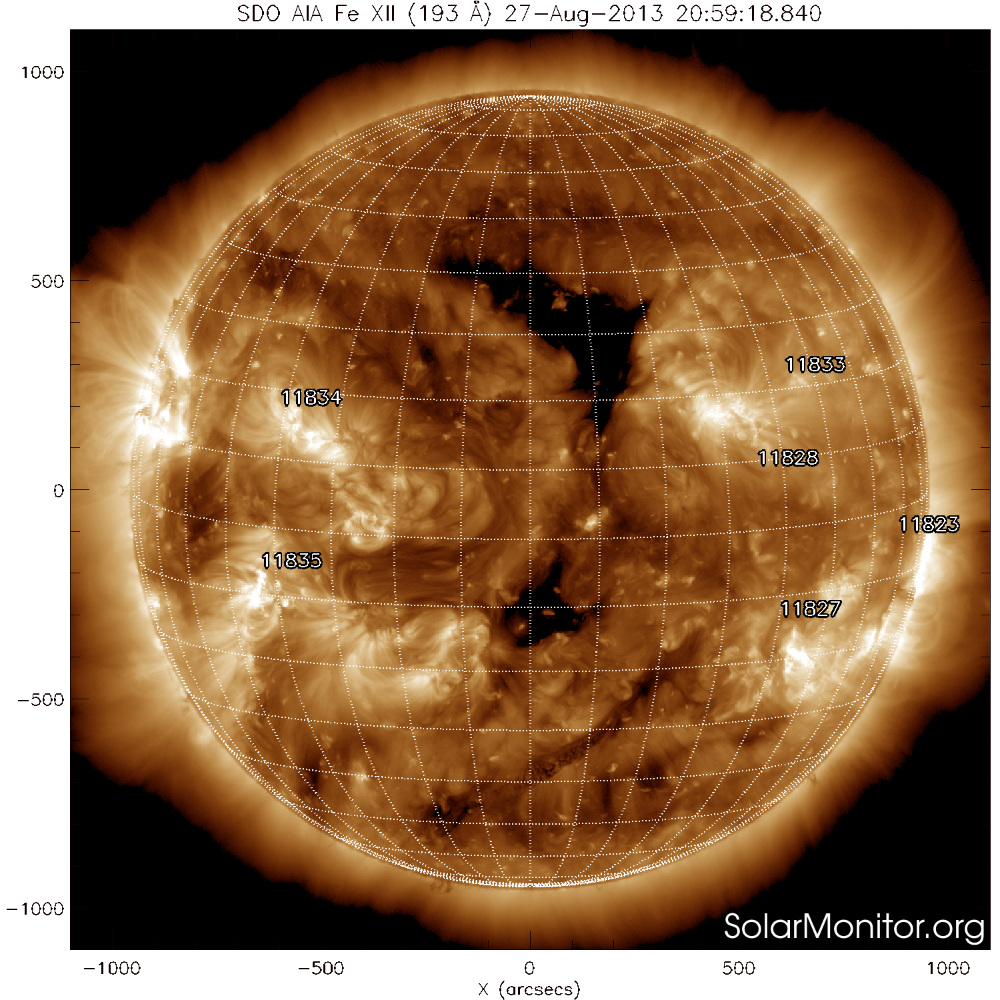 SDO AIA Fe XII (193 Å) 27-Aug-2013 20:59:18.840
1000
500
0
-500
-1000
11833
11834
11828
11823
11835
11827
SolarMonitor.org
-1000 -500 0 500 1000
X (arcsecs)